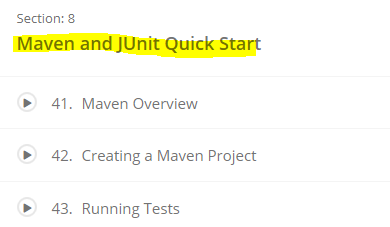 Section: 8
Maven and JUnit Quick Start
41. Maven Overview
42. Creating a Maven Project
43. Running Tests